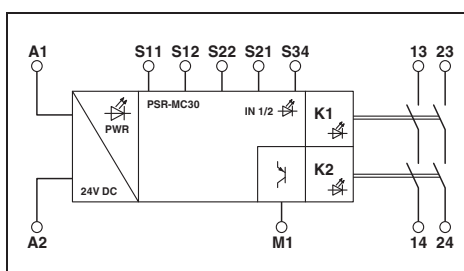 A1 S11 S12 S22 S21 S34 13 23
PSR-MC30 IN 1/2 K1
PWR
K2
24V DC
A2 M1 14 24